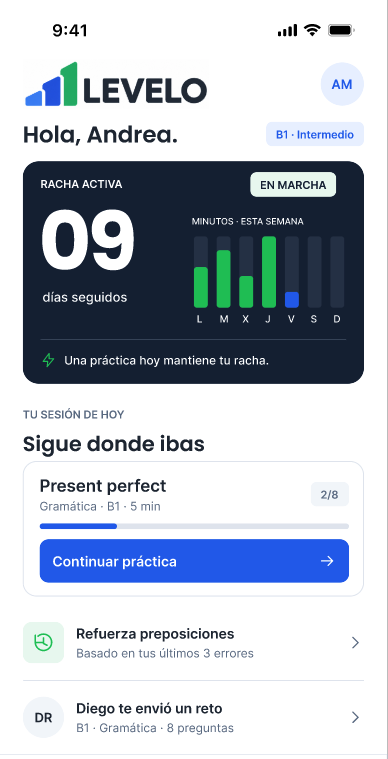 9:41
LEVELO
AM
Hola, Andrea.
B1 · Intermedio
RACHA ACTIVA
EN MARCHA
09
días seguidos
MINUTOS · ESTA SEMANA
L M X J V S D
Una práctica hoy mantiene tu racha.
TU SESIÓN DE HOY
Sigue donde ibas
Present perfect
Gramática · B1 · 5 min
2/8
Continuar práctica
Refuerza preposiciones
Basado en tus últimos 3 errores
DR
Diego te envió un reto
B1 · Gramática · 8 preguntas